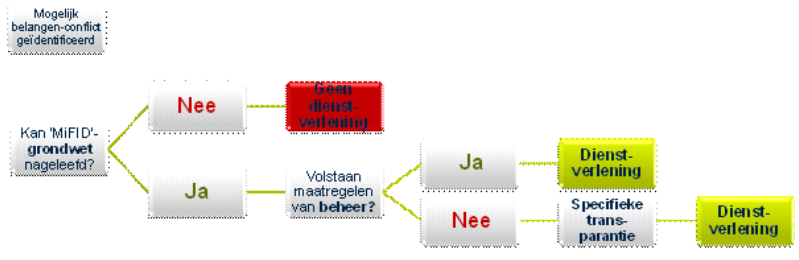 Mogelijk
belangen-conflict
geïdentificeerd
Kan 'MiFID'-
grondwet
nageleefd?
Nee
Geen
dienst-
verlening
Ja
Volstaan
maatregelen
van beheer?
Ja
Dienst-
verlening
Nee
Specifieke
trans-
parantie
Dienst-
verlening